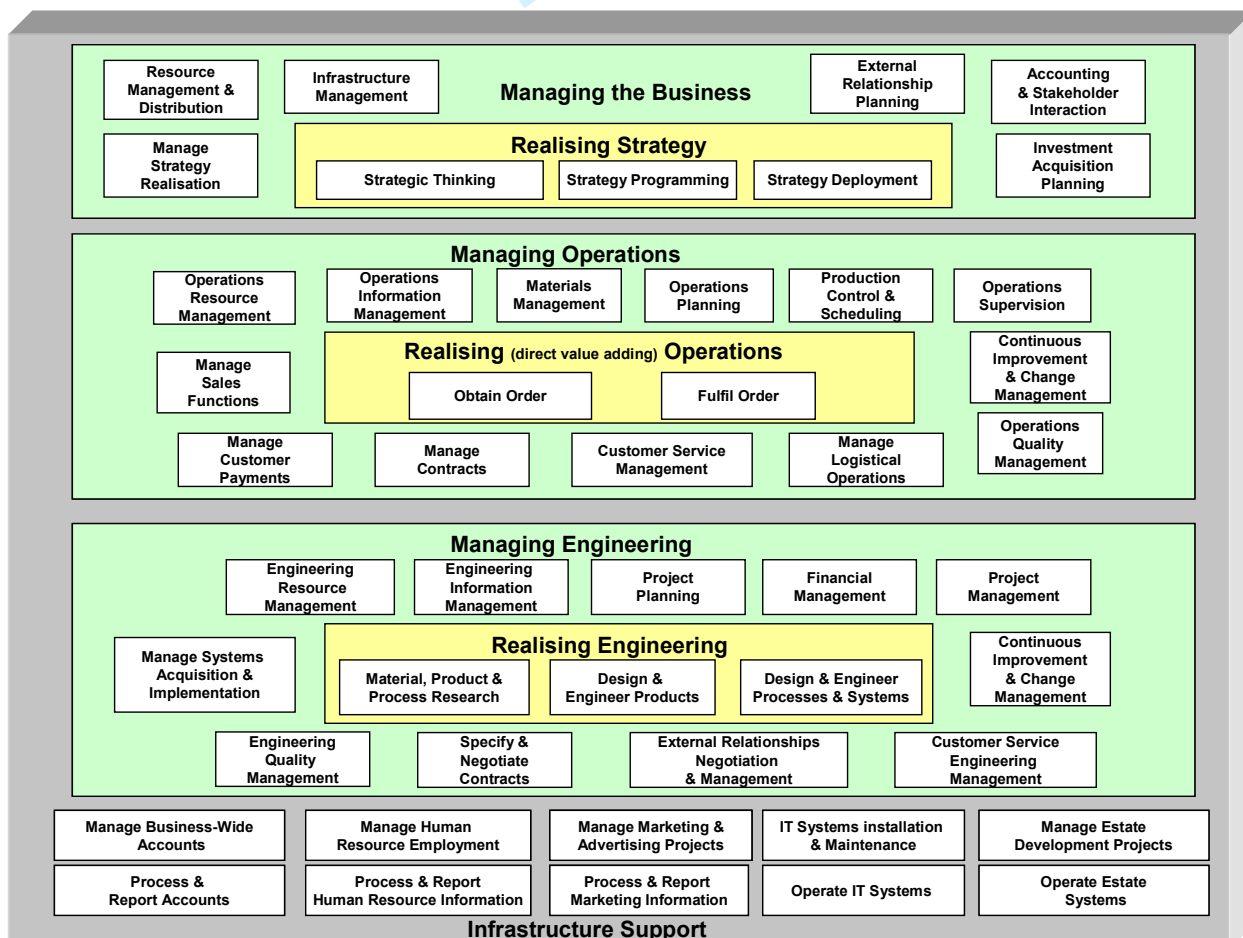 Resource
Management &
Distribution
Infrastructure
Management
Managing the Business
External
Relationship
Planning
Accounting
& Stakeholder
Interaction
Manage
Strategy
Realisation
Realising Strategy
Strategic Thinking
Strategy Programming
Strategy Deployment
Investment
Acquisition
Planning
Managing Operations
Operations
Resource
Management
Operations
Information
Management
Materials
Management
Operations
Planning
Production
Control &
Scheduling
Operations
Supervision
Manage
Sales
Functions
Realising (direct value adding) Operations
Obtain Order
Fulfil Order
Continuous
Improvement
& Change
Management
Operations
Quality
Management
Manage
Customer
Payments
Manage
Contracts
Customer Service
Management
Manage
Logistical
Operations
Managing Engineering
Engineering
Resource
Management
Engineering
Information
Management
Project
Planning
Financial
Management
Project
Management
Manage Systems
Acquisition &
Implementation
Realising Engineering
Material, Product &
Process Research
Design &
Engineer Products
Design & Engineer
Processes & Systems
Continuous
Improvement
& Change
Management
Engineering
Quality
Management
Specify &
Negotiate
Contracts
External Relationships
Negotiation
& Management
Customer Service
Engineering
Management
Manage Business-Wide
Accounts
Manage Human
Resource Employment
Manage Marketing &
Advertising Projects
IT Systems installation
& Maintenance
Manage Estate
Development Projects
Process &
Report Accounts
Process & Report
Human Resource Information
Process & Report
Marketing Information
Operate IT Systems
Operate Estate
Systems
Infrastructure Support